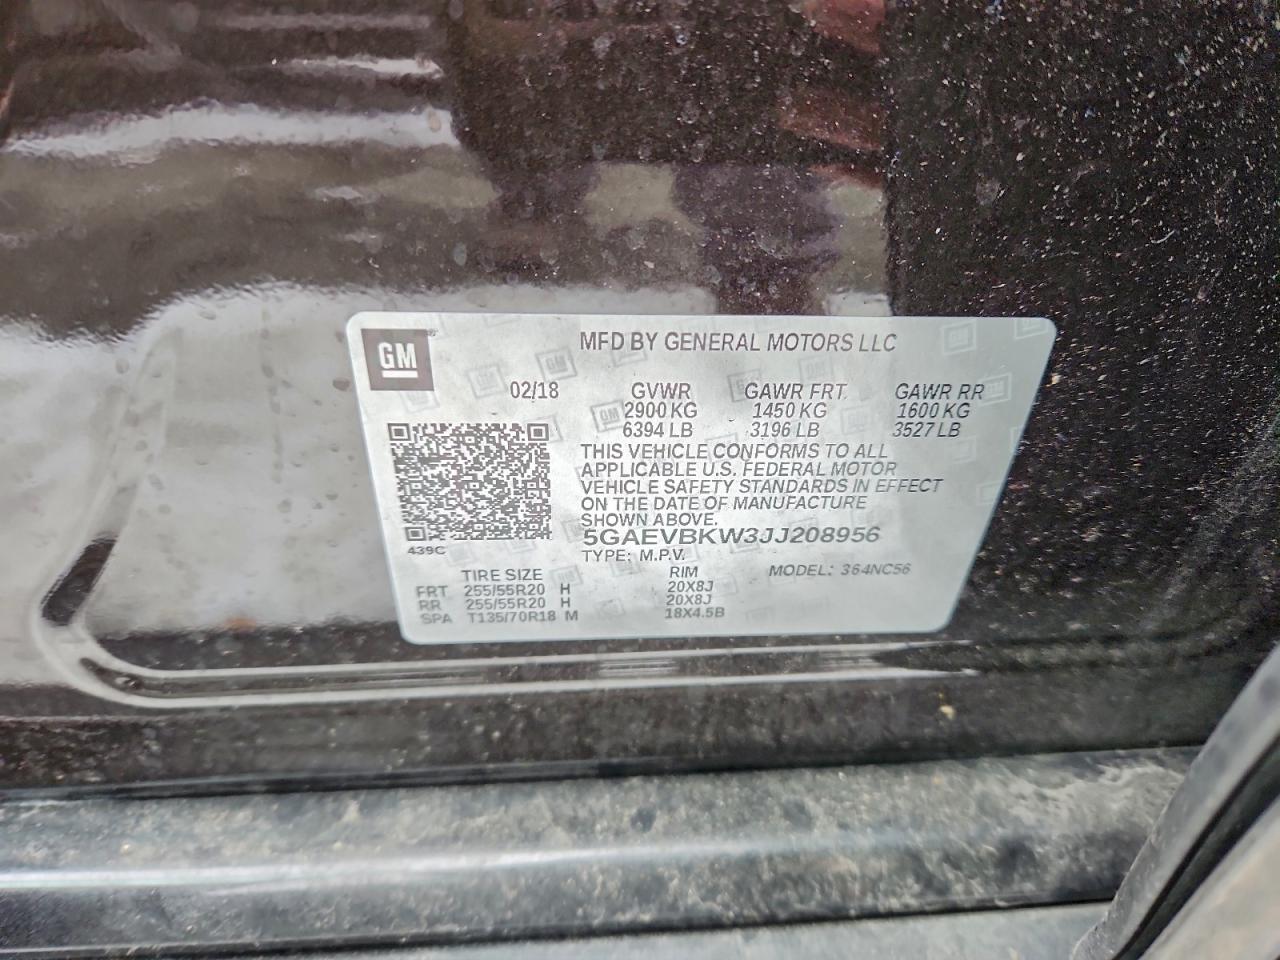 GM
MFD BY GENERAL MOTORS LLC
02/18 GVWR GAWR FRT GAWR RR
2900 KG 1450 KG 1600 KG
6394 LB 3196 LB 3527 LB
THIS VEHICLE CONFORMS TO ALL
APPLICABLE U.S. FEDERAL MOTOR
VEHICLE SAFETY STANDARDS IN EFFECT
ON THE DATE OF MANUFACTURE
SHOWN ABOVE.
5GAEVBKW3JJ208956
439C
TYPE: M.P.V.
TIRE SIZE RIM MODEL: 364NC56
FRT 255/55R20 H 20X8J
RR 255/55R20 H 20X8J
SPA T135/70R18 M 18X4.5B